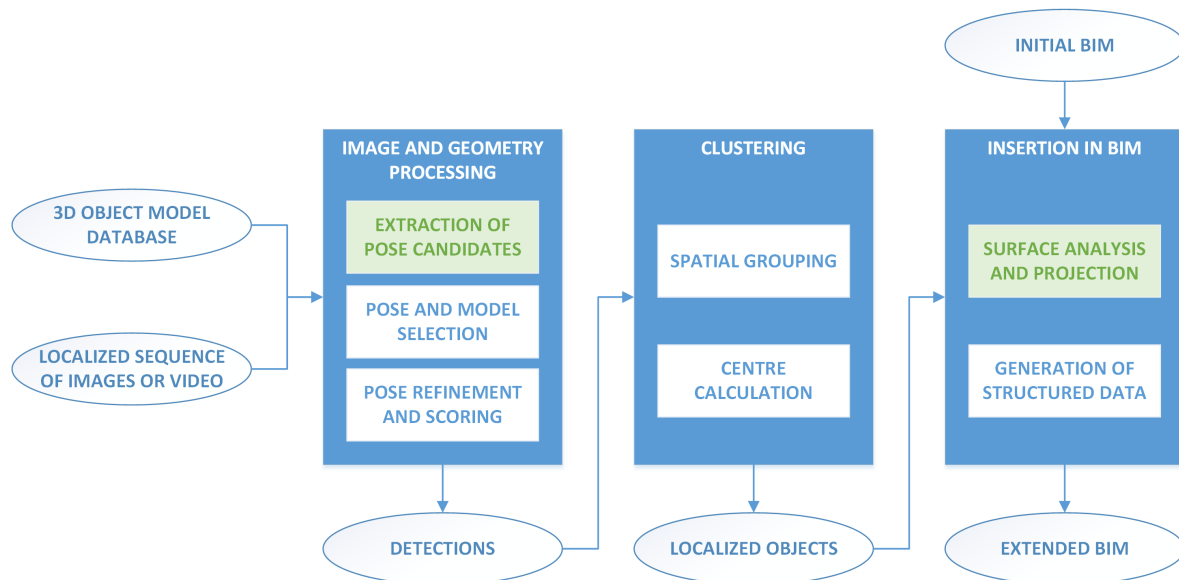 INITIAL BIM
IMAGE AND GEOMETRY
PROCESSING
CLUSTERING
INSERTION IN BIM
3D OBJECT MODEL
DATABASE
LOCALIZED SEQUENCE
OF IMAGES OR VIDEO
EXTRACTION OF
POSE CANDIDATES
POSE AND MODEL
SELECTION
POSE REFINEMENT
AND SCORING
SPATIAL GROUPING
CENTRE
CALCULATION
SURFACE ANALYSIS
AND PROJECTION
GENERATION OF
STRUCTURED DATA
DETECTIONS
LOCALIZED OBJECTS
EXTENDED BIM